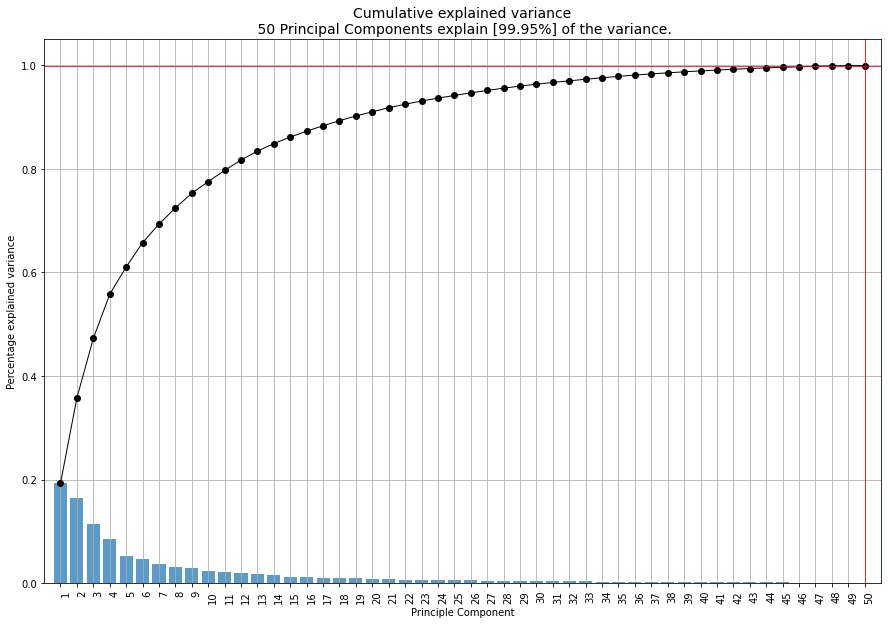 Cumulative explained variance
50 Principal Components explain [99.95%] of the variance.
Percentage explained variance
1.0
0.8
0.6
0.4
0.2
0.0
1 2 3 4 5 6 7 8 9 10 11 12 13 14 15 16 17 18 19 20 21 22 23 24 25 26 27 28 29 30 31 32 33 34 35 36 37 38 39 40 41 42 43 44 45 46 47 48 49 50
Principle Component